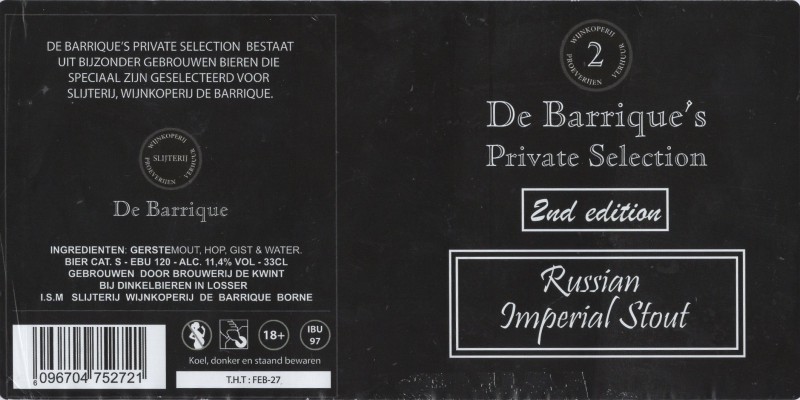 DE BARRIQUE'S PRIVATE SELECTION BESTAAT
UIT BIJZONDER GEBROUWEN BIEREN DIE
SPECIAAL ZIJN GESELECTEERD VOOR
SLIJTERIJ, WIJNKOPERIJ DE BARRIQUE.
WIJNKOPERIJ
SLIJTERIJ
PROEVERIJEN VERHUUR
De Barrique
INGREDIENTEN: GERSTEMOUT, HOP, GIST & WATER.
BIER CAT. S - EBU 120 - ALC. 11,4% VOL - 33CL
GEBROUWEN DOOR BROUWERIJ DE KWINT
BIJ DINKELBIEREN IN LOSSER
I.S.M SLIJTERIJ WIJNKOPERIJ DE BARRIQUE BORNE
6 096704 752721
18+
IBU
97
Koel, donker en staand bewaren
T.H.T : FEB-27
WIJNKOPERIJ
2
PROEVERIJEN VERHUUR
De Barrique's
Private Selection
2nd edition
Russian
Imperial Stout